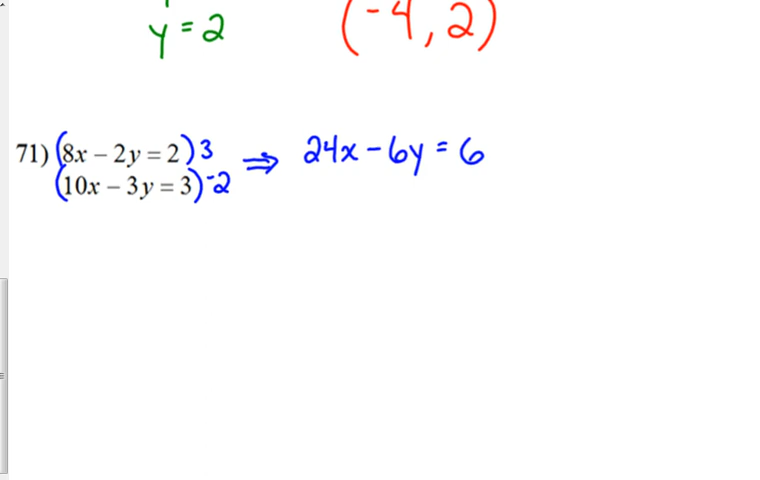 y = 2 (-4, 2)
71) (8x – 2y = 2) 3 ⇒ 24x - 6y = 6
(10x – 3y = 3) -2